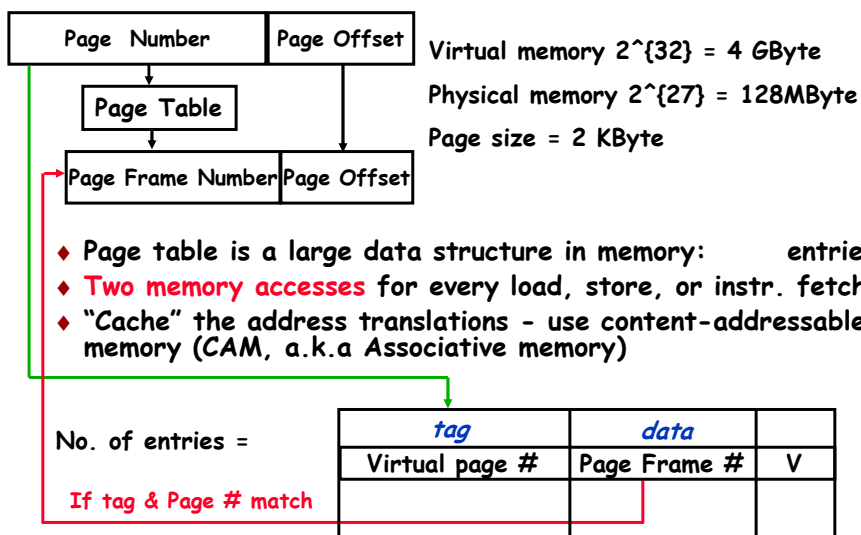 Page Number
Page Offset
Virtual memory 2^{32} = 4 GByte
Physical memory 2^{27} = 128MByte
Page Table
Page size = 2 KByte
Page Frame Number
Page Offset
♦ Page table is a large data structure in memory: entrie
♦ Two memory accesses for every load, store, or instr. fetch
♦ “Cache” the address translations - use content-addressable
memory (CAM, a.k.a Associative memory)
tag
data
No. of entries =
Virtual page #
Page Frame #
V
If tag & Page # match